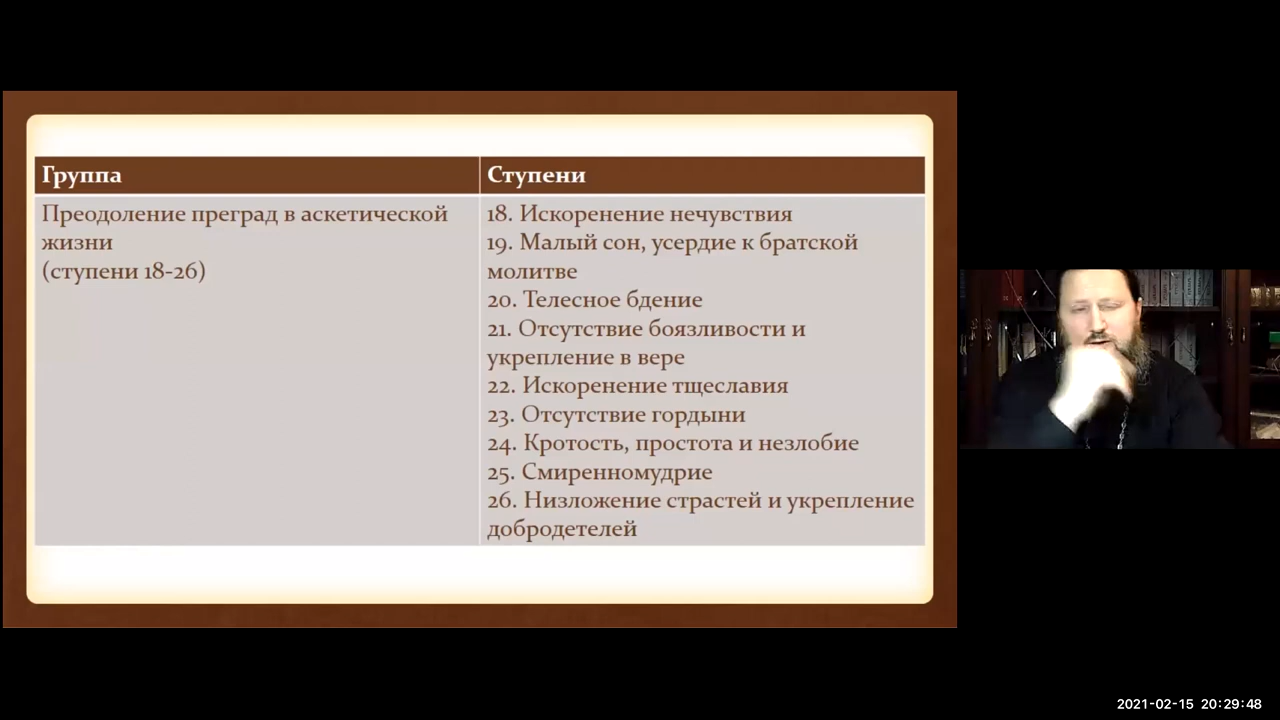 Группа
Ступени
Преодоление преград в аскетической
жизни
(ступени 18-26)
18. Искоренение нечувствия
19. Малый сон, усердие к братской
молитве
20. Телесное бдение
21. Отсутствие боязливости и
укрепление в вере
22. Искоренение тщеславия
23. Отсутствие гордыни
24. Кротость, простота и незлобие
25. Смиренномудрие
26. Низложение страстей и укрепление
добродетелей
2021-02-15 20:29:48